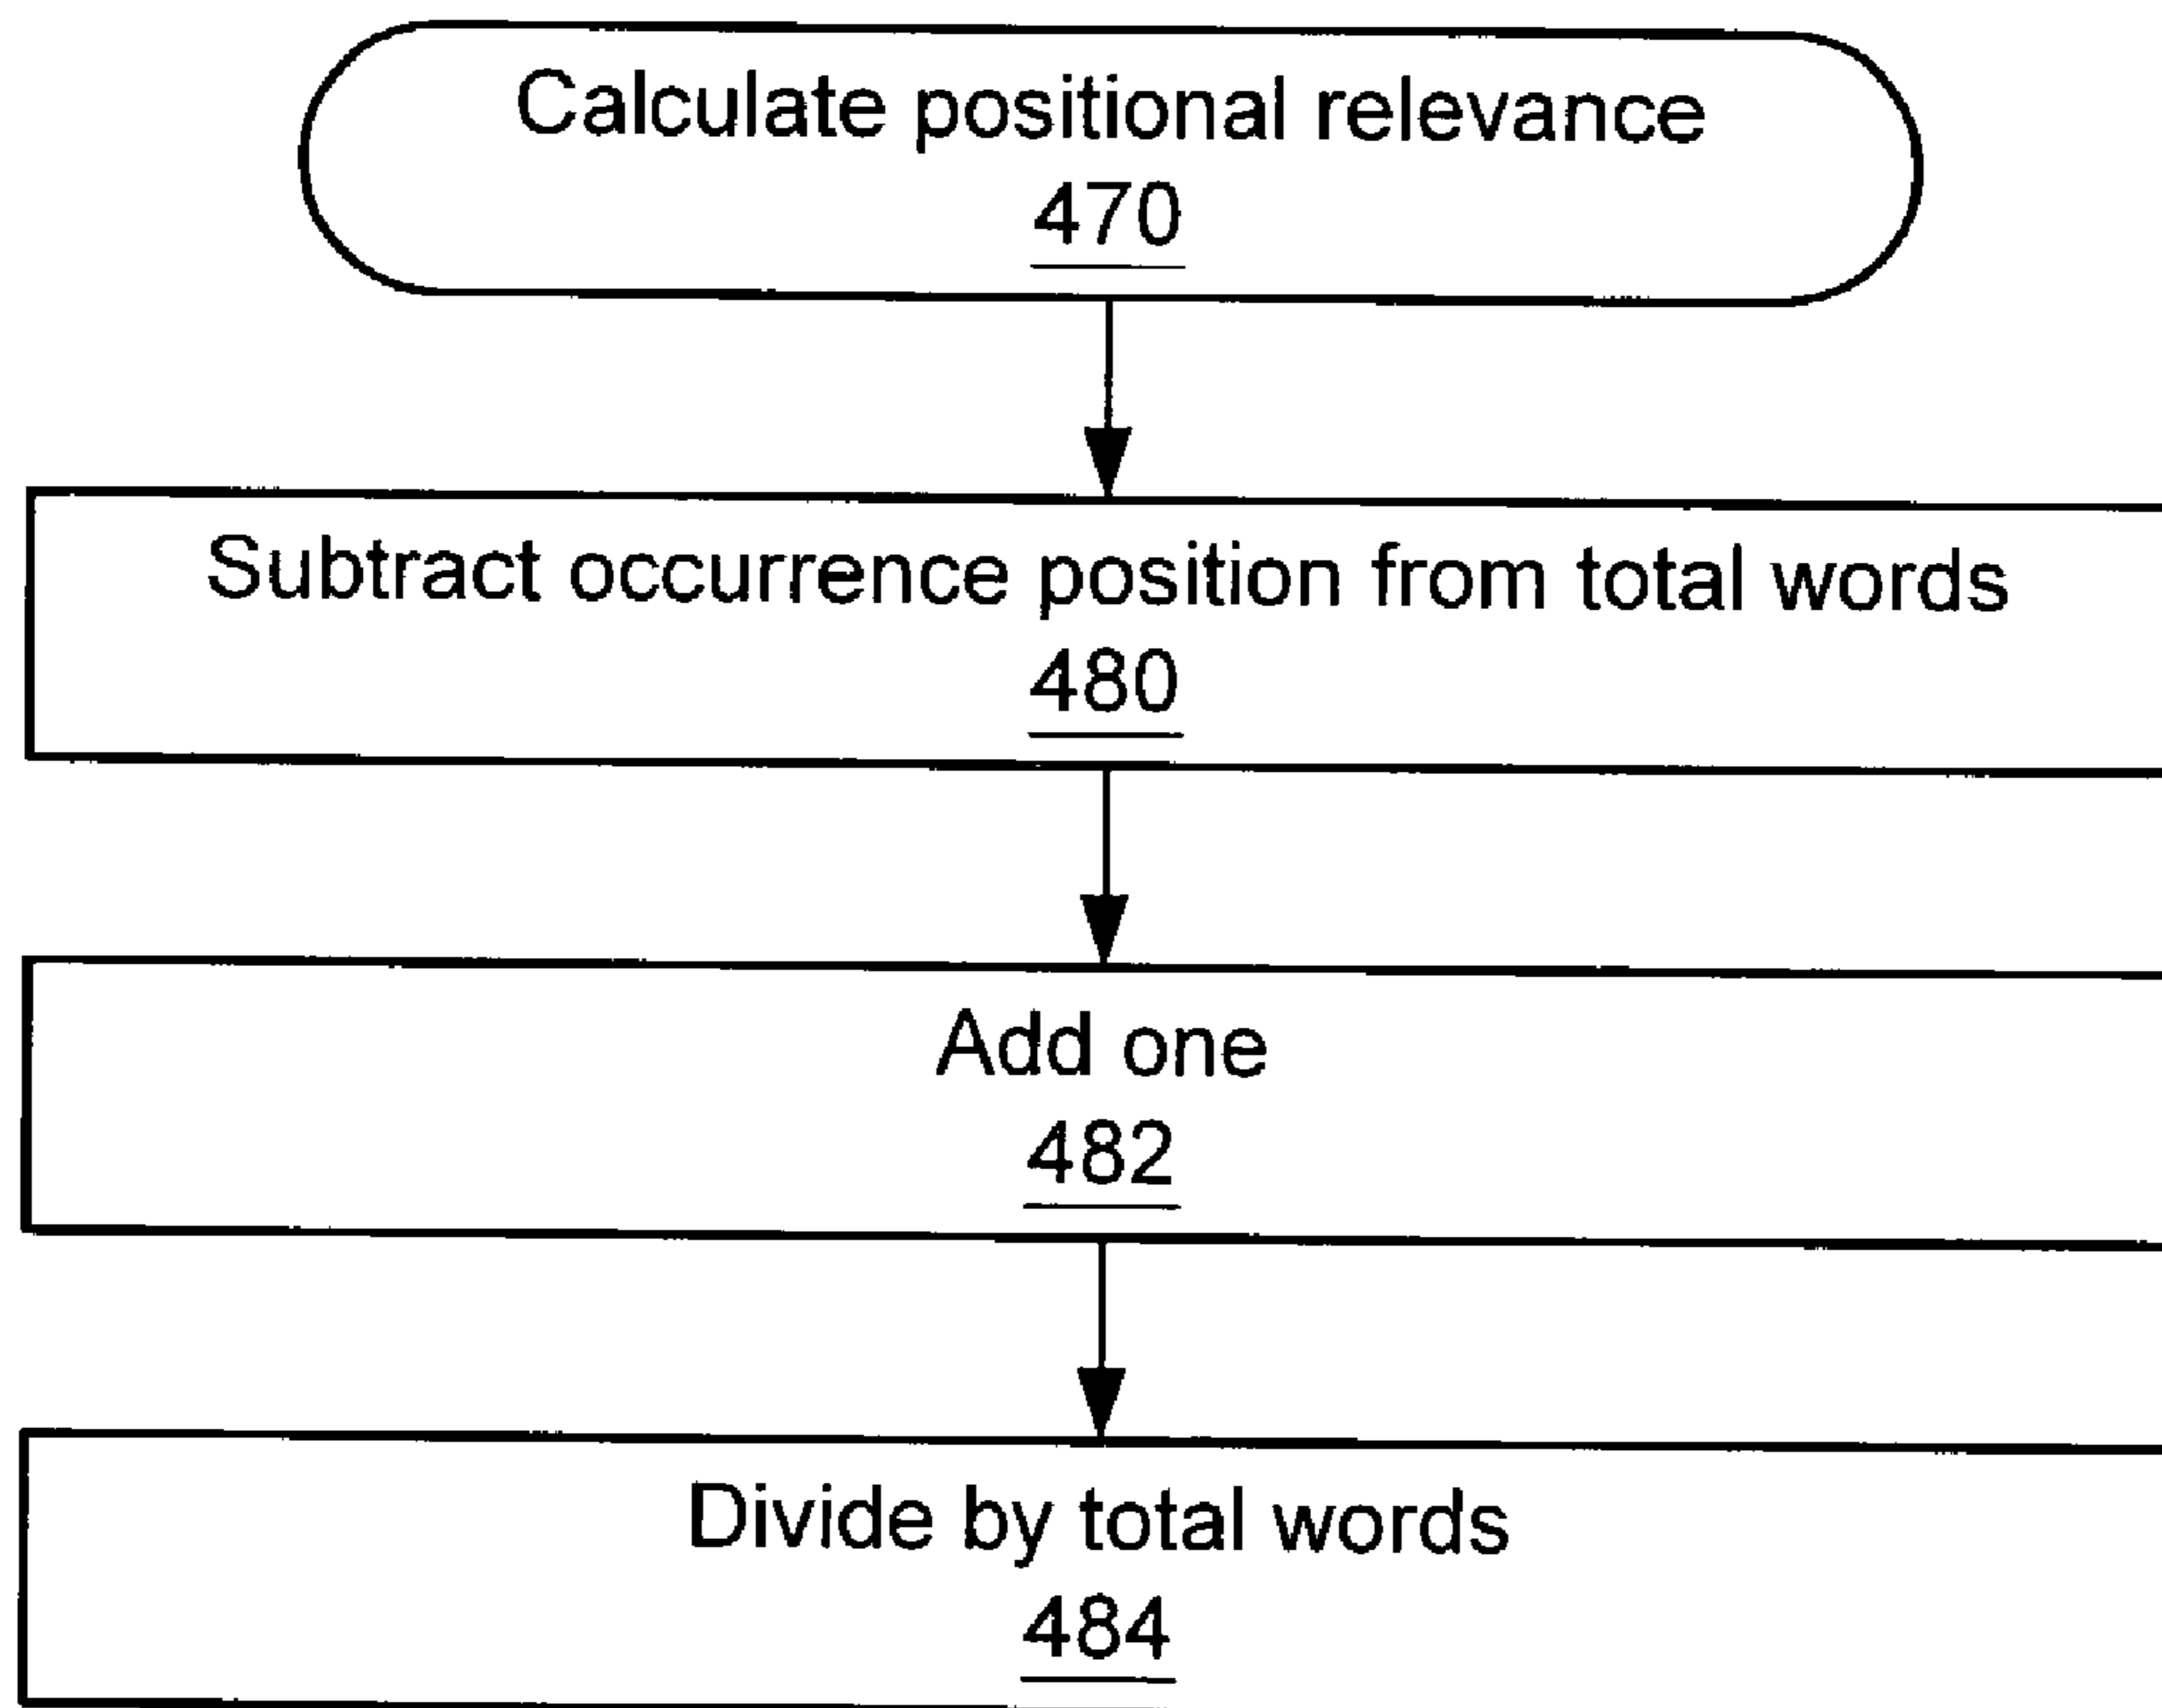 Calculate positional relevance
470
Subtract occurrence position from total words
480
Add one
482
Divide by total words
484